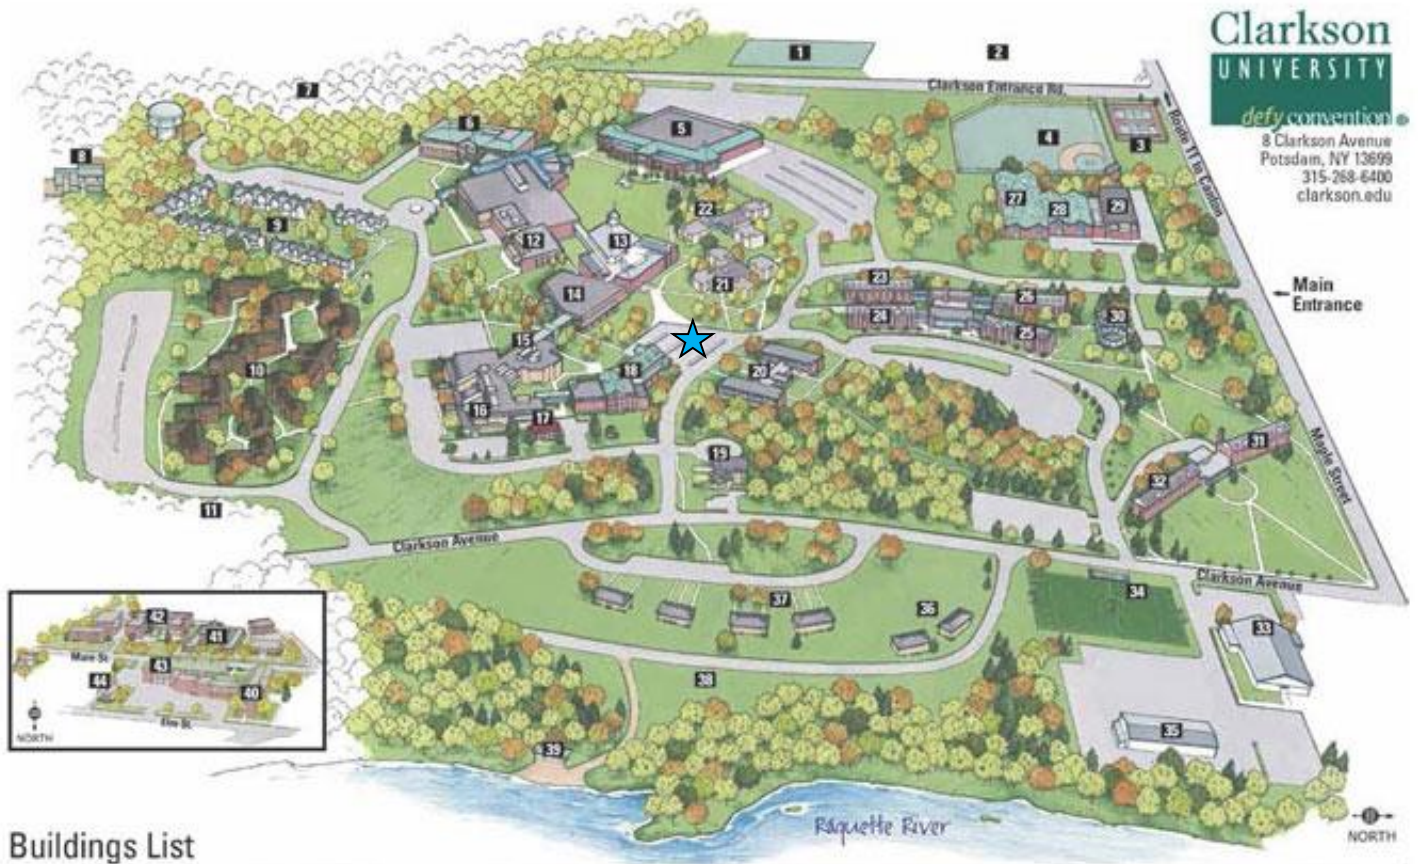 Clarkson
UNIVERSITY
defy convention
®
8 Clarkson Avenue
Potsdam, NY 13699
315-268-6400
clarkson.edu
1
2
Clarkson Entrance Rd.
Route 11 to Canton
7
6
5
4
3
8
9
12
13
22
27
28
29
14
21
23
26
24
25
30
Main
Entrance
10
15
18
20
16
17
19
31
32
Maple Street
11
Clarkson Avenue
Clarkson Avenue
37
36
34
33
42
41
Main St.
43
44
40
Elm St.
NORTH
38
39
35
Raquette River
NORTH
Buildings List